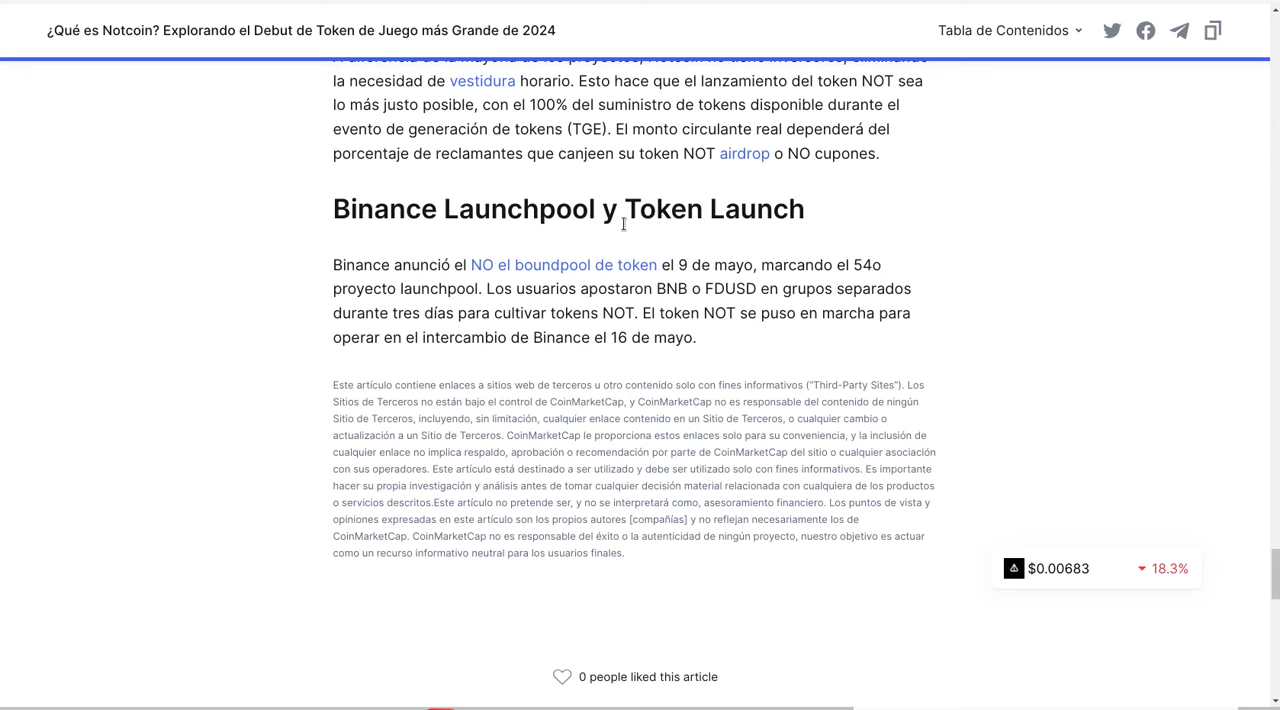 ¿Qué es Notcoin? Explorando el Debut de Token de Juego más Grande de 2024
Tabla de Contenidos
la necesidad de vestidura horario. Esto hace que el lanzamiento del token NOT sea
lo más justo posible, con el 100% del suministro de tokens disponible durante el
evento de generación de tokens (TGE). El monto circulante real dependerá del
porcentaje de reclamantes que canjeen su token NOT airdrop o NO cupones.
Binance Launchpool y Token Launch
Binance anunció el NO el boundpool de token el 9 de mayo, marcando el 54o
proyecto launchpool. Los usuarios apostaron BNB o FDUSD en grupos separados
durante tres días para cultivar tokens NOT. El token NOT se puso en marcha para
operar en el intercambio de Binance el 16 de mayo.
Este artículo contiene enlaces a sitios web de terceros u otro contenido solo con fines informativos (“Third-Party Sites”). Los
Sitios de Terceros no están bajo el control de CoinMarketCap, y CoinMarketCap no es responsable del contenido de ningún
Sitio de Terceros, incluyendo, sin limitación, cualquier enlace contenido en un Sitio de Terceros, o cualquier cambio o
actualización a un Sitio de Terceros. CoinMarketCap le proporciona estos enlaces solo para su conveniencia, y la inclusión de
cualquier enlace no implica respaldo, aprobación o recomendación por parte de CoinMarketCap del sitio o cualquier asociación
con sus operadores. Este artículo está destinado a ser utilizado y debe ser utilizado solo con fines informativos. Es importante
hacer su propia investigación y análisis antes de tomar cualquier decisión material relacionada con cualquiera de los productos
o servicios descritos.Este artículo no pretende ser, y no se interpretará como, asesoramiento financiero. Los puntos de vista y
opiniones expresadas en este artículo son los propios autores [compañías] y no reflejan necesariamente los de
CoinMarketCap. CoinMarketCap no es responsable del éxito o la autenticidad de ningún proyecto, nuestro objetivo es actuar
como un recurso informativo neutral para los usuarios finales.
$0.00683
18.3%
0 people liked this article